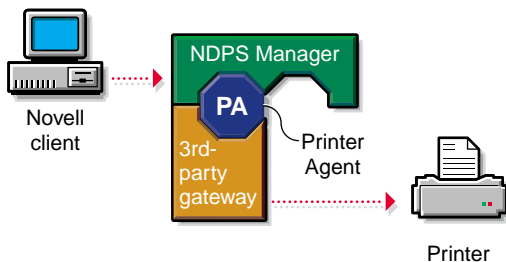 NDPS Manager
PA
Novell
client
3rd-
party
gateway
Printer
Agent
Printer